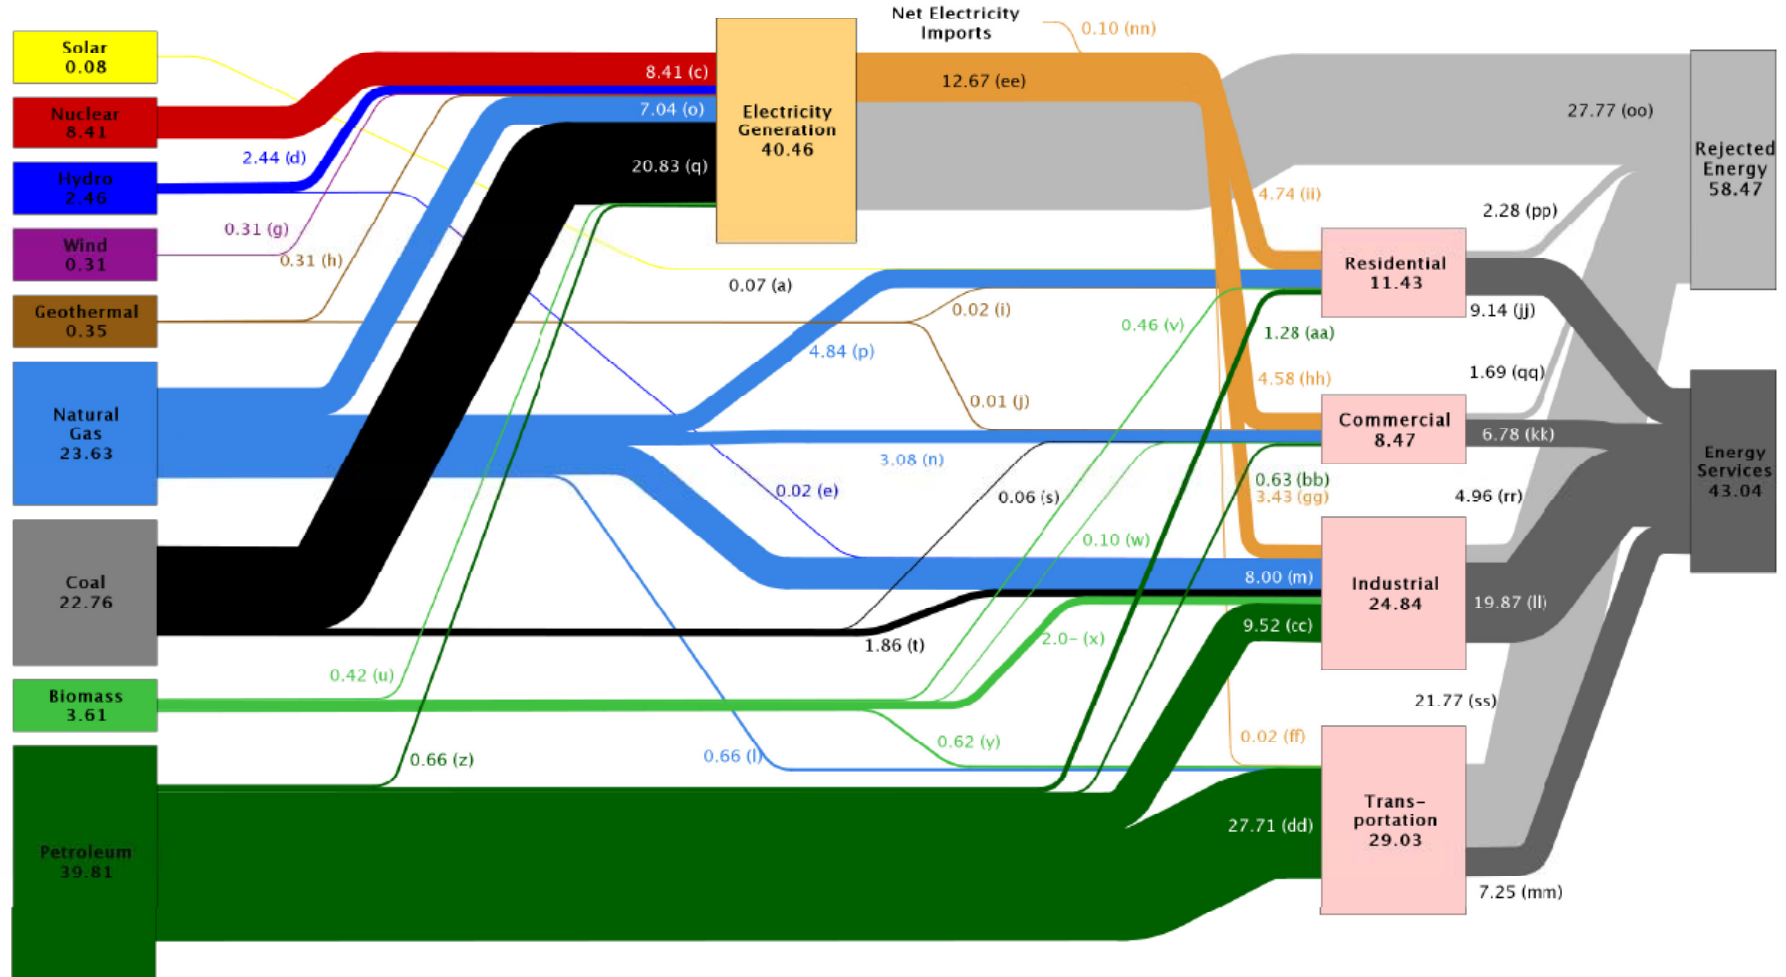 Net Electricity
Imports
0.10 (nn)
Solar
0.08
Nuclear
8.41
Hydro
2.46
Wind
0.31
Geothermal
0.35
Natural
Gas
23.63
Coal
22.76
Biomass
3.61
Petroleum
39.81
2.44 (d)
0.31 (g)
0.31 (h)
8.41 (c)
7.04 (o)
20.83 (q)
Electricity
Generation
40.46
12.67 (ee)
27.77 (oo)
Rejected
Energy
58.47
4.74 (ii)
2.28 (pp)
0.07 (a)
Residential
11.43
0.02 (i)
0.46 (v)
1.28 (aa)
9.14 (jj)
4.84 (p)
4.58 (hh)
1.69 (qq)
0.01 (j)
Commercial
8.47
6.78 (kk)
3.08 (n)
Energy
Services
43.04
0.02 (e)
0.06 (s)
0.63 (bb)
3.43 (gg)
4.96 (rr)
0.10 (w)
8.00 (m)
Industrial
24.84
19.87 (ll)
9.52 (cc)
1.86 (t)
2.0- (x)
0.42 (u)
21.77 (ss)
0.66 (z)
0.66 (l)
0.62 (y)
0.02 (ff)
27.71 (dd)
Trans-
portation
29.03
7.25 (mm)